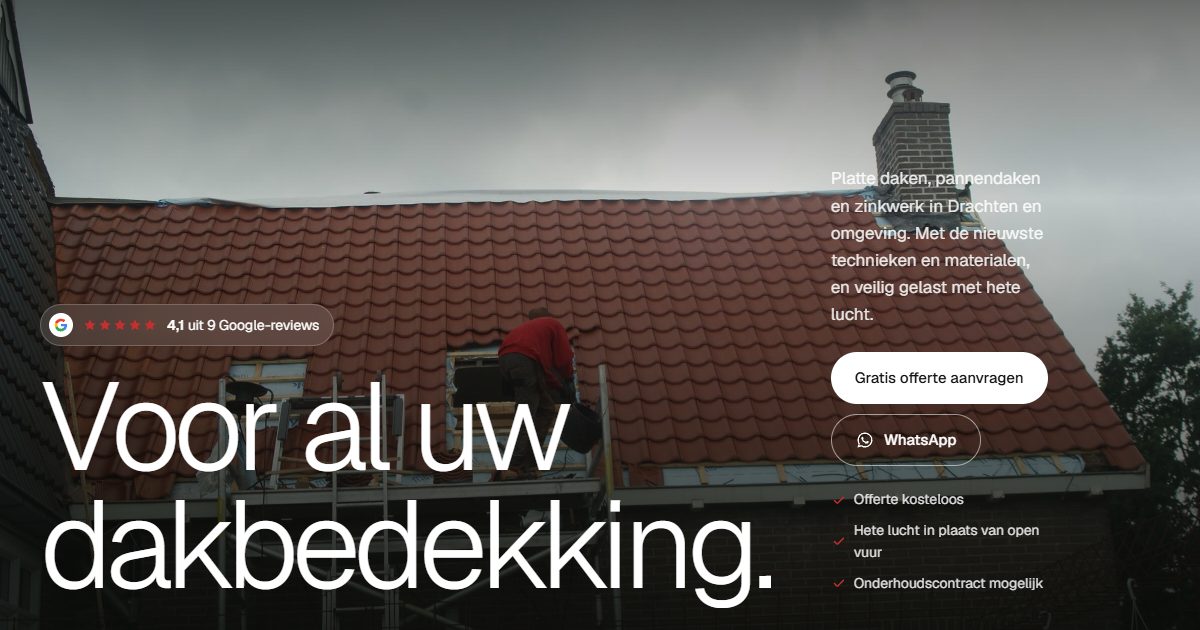 4,1 uit 9 Google-reviews
Voor al uw
dakbedekking.
Platte daken, pannendaken
en zinkwerk in Drachten en
omgeving. Met de nieuwste
technieken en materialen,
en veilig gelast met hete
lucht.
Gratis offerte aanvragen
WhatsApp
Offerte kosteloos
Hete lucht in plaats van open
vuur
Onderhoudscontract mogelijk